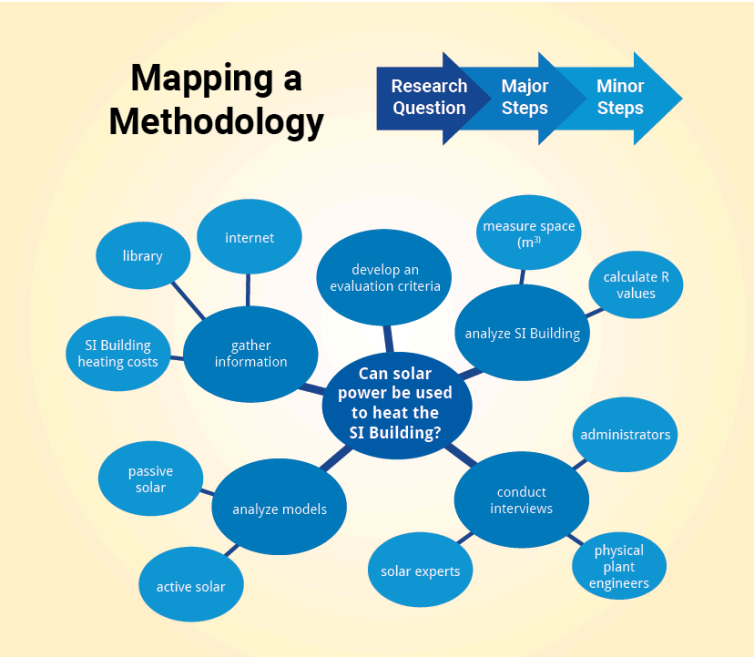 Mapping a
Methodology
Research
Question
Major
Steps
Minor
Steps
library
internet
develop an
evaluation criteria
measure space
(m³⁾
calculate R
values
SI Building
heating costs
gather
information
analyze SI Building
Can solar
power be used
to heat the
SI Building?
administrators
passive
solar
analyze models
conduct
interviews
active solar
solar experts
physical
plant
engineers